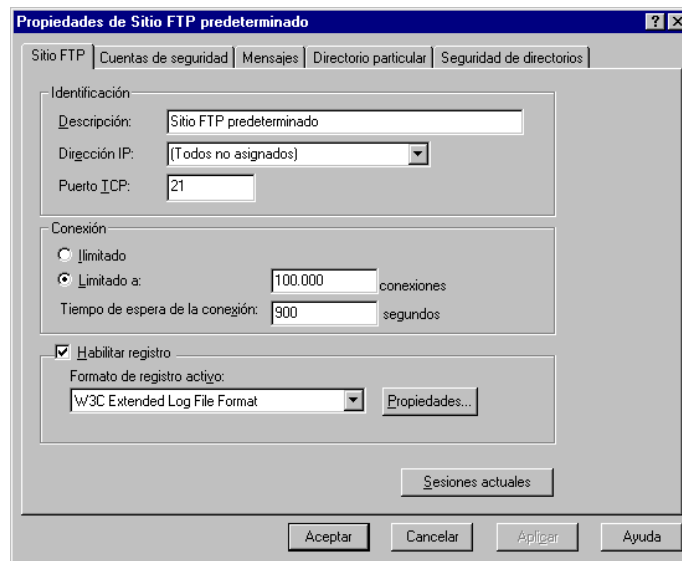 Propiedades de Sitio FTP predeterminado
Sitio FTP Cuentas de seguridad Mensajes Directorio particular Seguridad de directorios
Identificación
Descripción: Sitio FTP predeterminado
Dirección IP: (Todos no asignados)
Puerto TCP: 21
Conexión
Ilimitado
Limitado a: 100.000 conexiones
Tiempo de espera de la conexión: 900 segundos
Habilitar registro
Formato de registro activo:
W3C Extended Log File Format Propiedades...
Sesiones actuales
Aceptar Cancelar Aplicar Ayuda